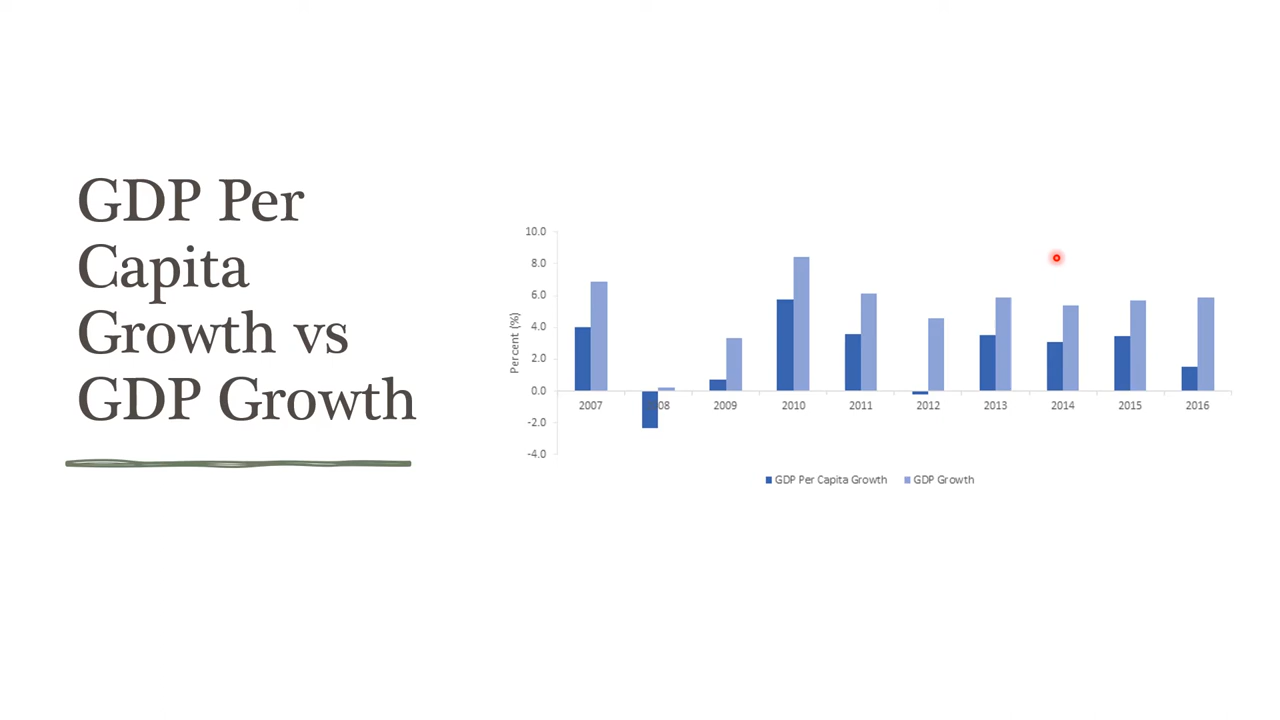 GDP Per
Capita
Growth vs
GDP Growth
10.0
8.0
6.0
4.0
2.0
0.0
-2.0
-4.0
Percent (%)
2007 2008 2009 2010 2011 2012 2013 2014 2015 2016
GDP Per Capita Growth GDP Growth